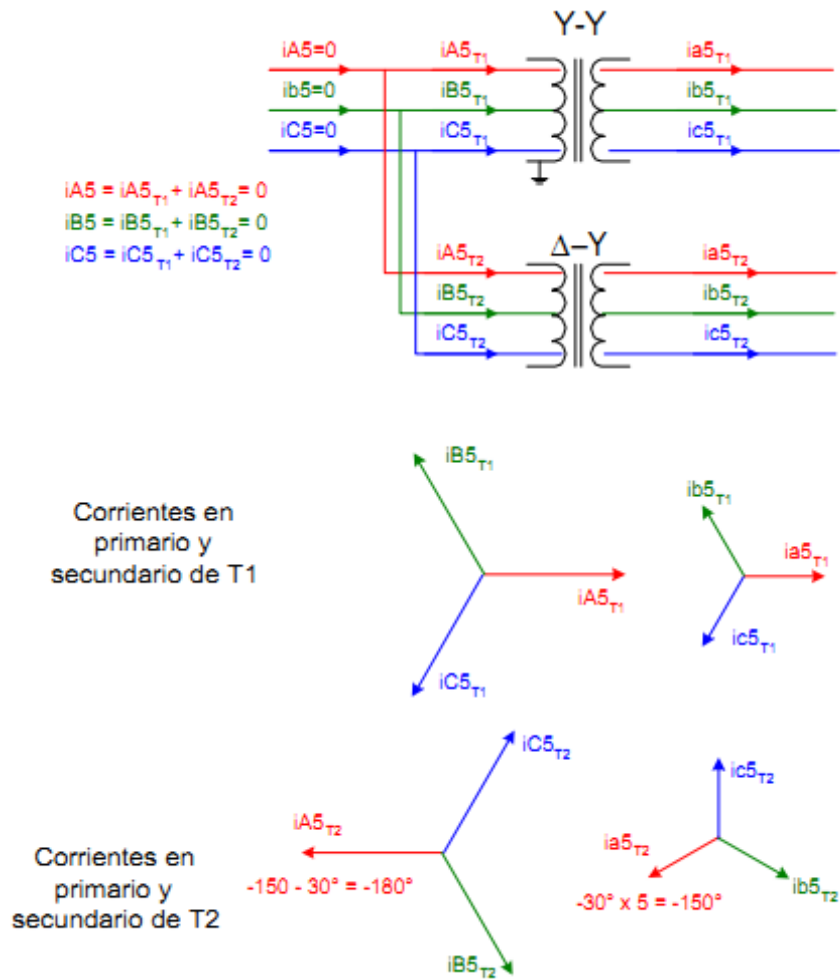 Y-Y
iA5=0 iA5T1 ia5T1
ib5=0 iB5T1 ib5T1
iC5=0 iC5T1 ic5T1
iA5 = iA5T1 + iA5T2 = 0
iB5 = iB5T1 + iB5T2 = 0
iC5 = iC5T1 + iC5T2 = 0
Δ–Y
iA5T2 ia5T2
iB5T2 ib5T2
iC5T2 ic5T2
Corrientes en
primario y
secundario de T1
iB5T1
iA5T1
iC5T1
ib5T1
ia5T1
ic5T1
Corrientes en
primario y
secundario de T2
iC5T2
iA5T2
-150 - 30° = -180°
iB5T2
ic5T2
ia5T2
-30° x 5 = -150°
ib5T2